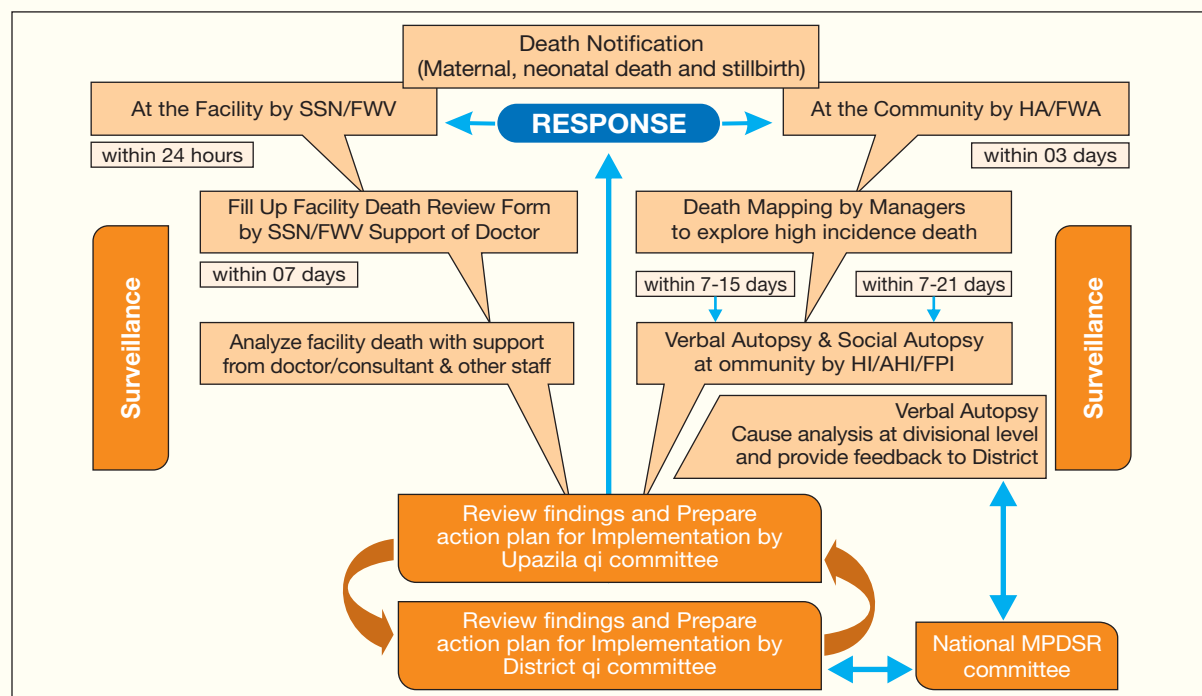 Death Notification
(Maternal, neonatal death and stillbirth)
At the Facility by SSN/FWV
RESPONSE
At the Community by HA/FWA
within 24 hours
within 03 days
Fill Up Facility Death Review Form
by SSN/FWV Support of Doctor
Death Mapping by Managers
to explore high incidence death
within 07 days
within 7-15 days
within 7-21 days
Surveillance
Analyze facility death with support
from doctor/consultant & other staff
Verbal Autopsy & Social Autopsy
at ommunity by HI/AHI/FPI
Surveillance
Verbal Autopsy
Cause analysis at divisional level
and provide feedback to District
Review findings and Prepare
action plan for Implementation by
Upazila qi committee
Review findings and Prepare
action plan for Implementation by
District qi committee
National MPDSR
committee